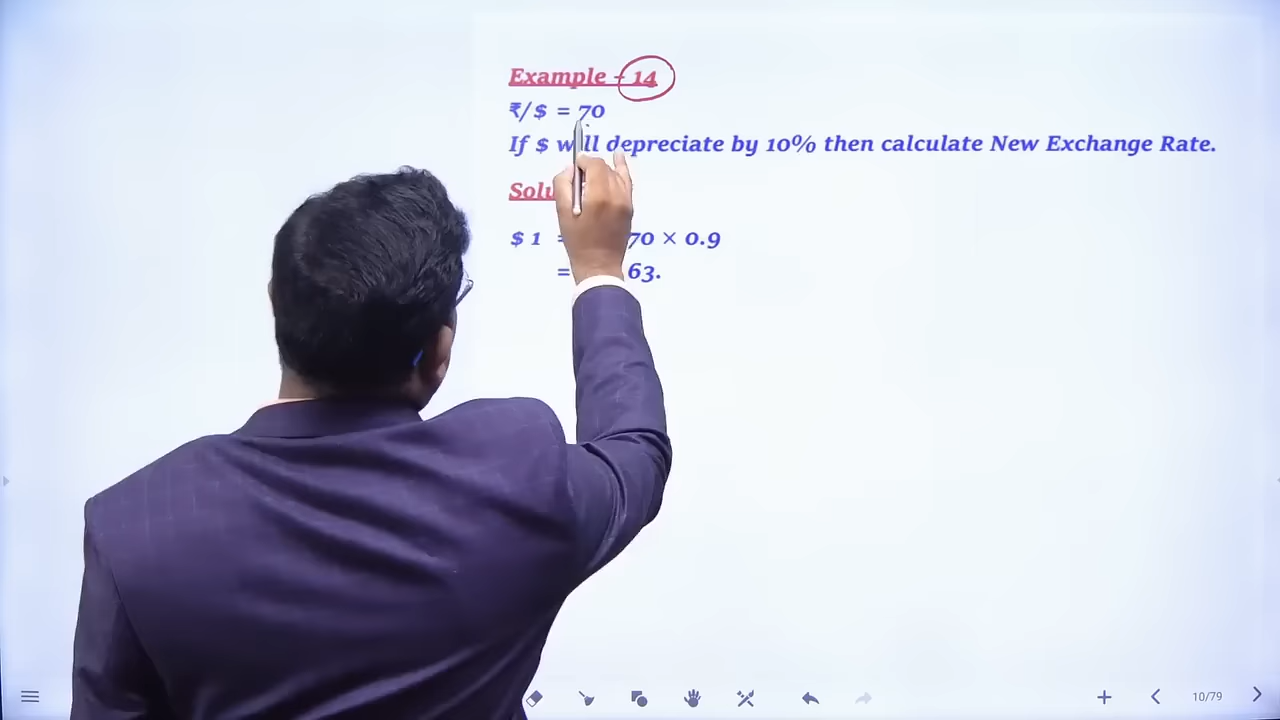 Example - 14
₹/$ = 70
If $ will depreciate by 10% then calculate New Exchange Rate.
$ 1 = 70 × 0.9
= 63.
10/79